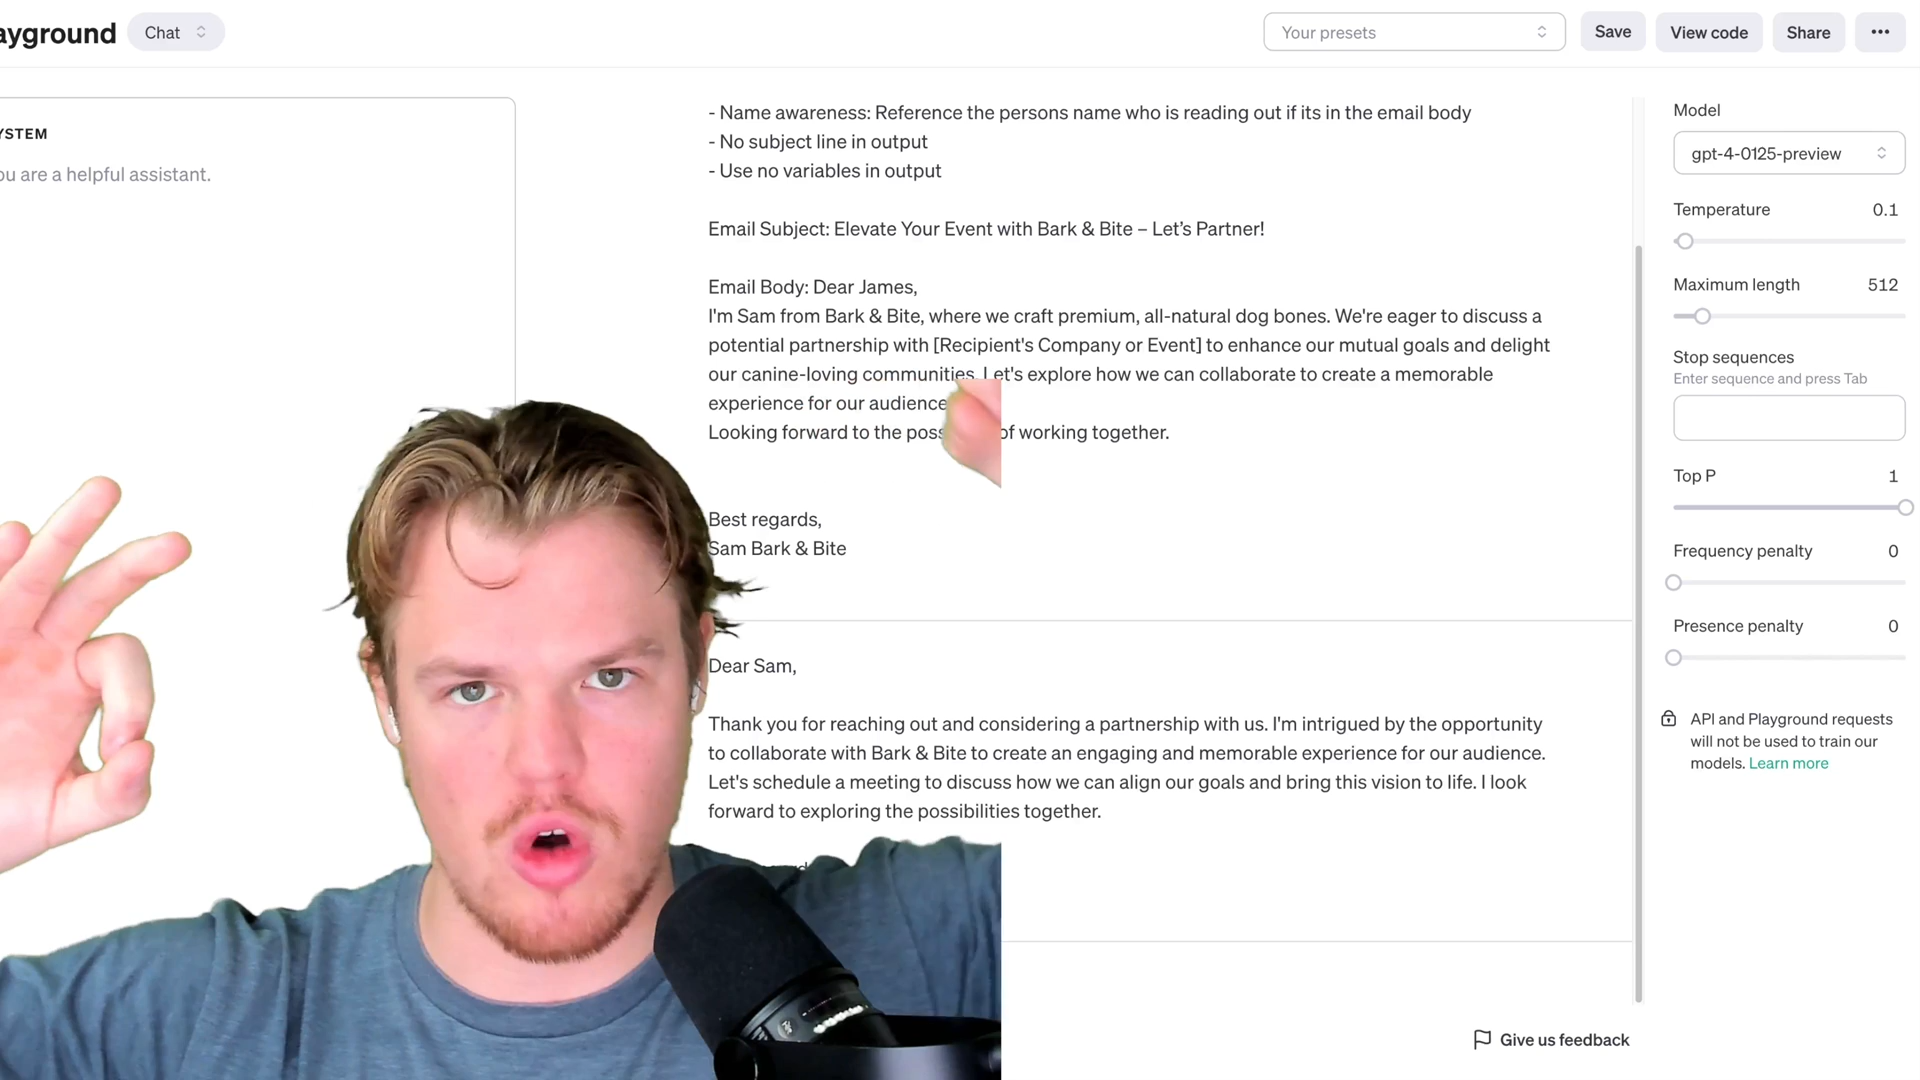 ayground
Chat
Your presets
Save
View code
Share
YSTEM
ou are a helpful assistant.
- Name awareness: Reference the persons name who is reading out if its in the email body
- No subject line in output
- Use no variables in output
Email Subject: Elevate Your Event with Bark & Bite – Let's Partner!
Email Body: Dear James,
I'm Sam from Bark & Bite, where we craft premium, all-natural dog bones. We're eager to discuss a
potential partnership with [Recipient's Company or Event] to enhance our mutual goals and delight
our canine-loving communities. Let's explore how we can collaborate to create a memorable
experience for our audience
Looking forward to the poss of working together.
Best regards,
Sam Bark & Bite
Dear Sam,
Thank you for reaching out and considering a partnership with us. I'm intrigued by the opportunity
to collaborate with Bark & Bite to create an engaging and memorable experience for our audience.
Let's schedule a meeting to discuss how we can align our goals and bring this vision to life. I look
forward to exploring the possibilities together.
Model
gpt-4-0125-preview
Temperature 0.1
Maximum length 512
Stop sequences
Enter sequence and press Tab
Top P 1
Frequency penalty 0
Presence penalty 0
API and Playground requests
will not be used to train our
models. Learn more
Give us feedback